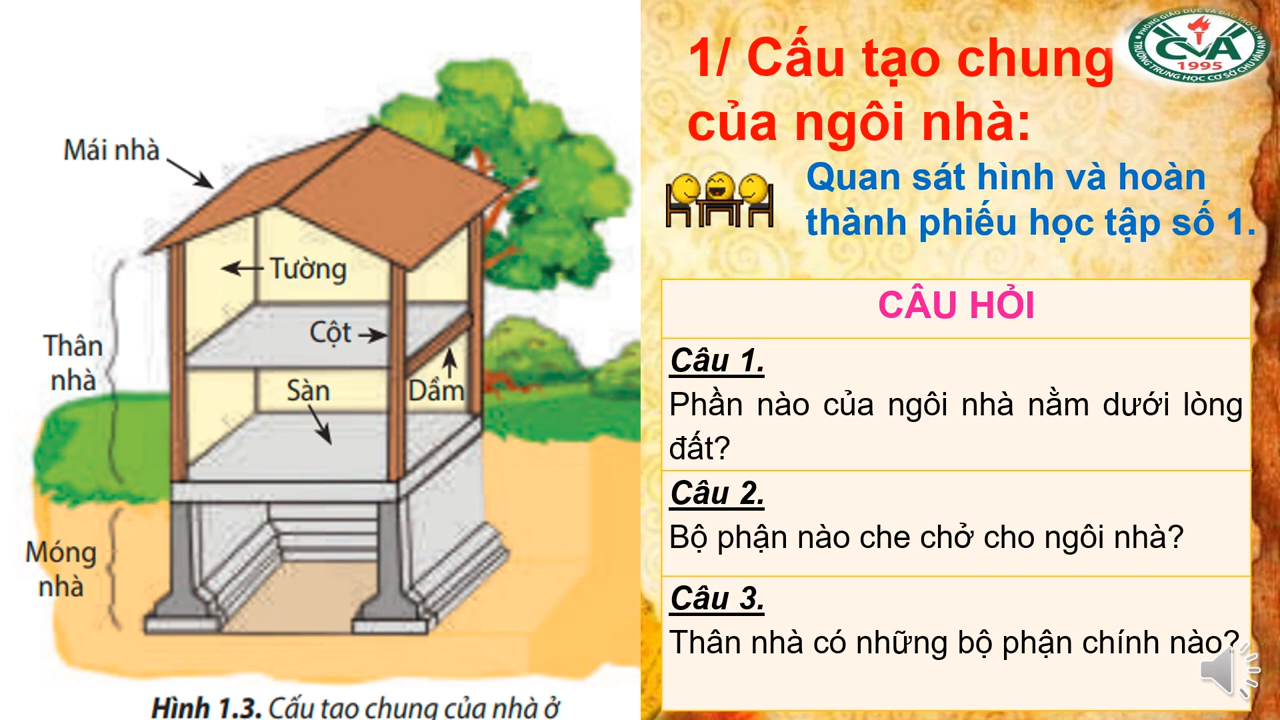 Mái nhà
Tường
Cột
Thân
nhà
Sàn
Dầm
Móng
nhà
Hình 1.3. Cấu tạo chung của nhà ở
1/ Cấu tạo chung
của ngôi nhà:
CVA
1995
Quan sát hình và hoàn
thành phiếu học tập số 1.
CÂU HỎI
Câu 1.
Phần nào của ngôi nhà nằm dưới lòng
đất?
Câu 2.
Bộ phận nào che chở cho ngôi nhà?
Câu 3.
Thân nhà có những bộ phận chính nào?